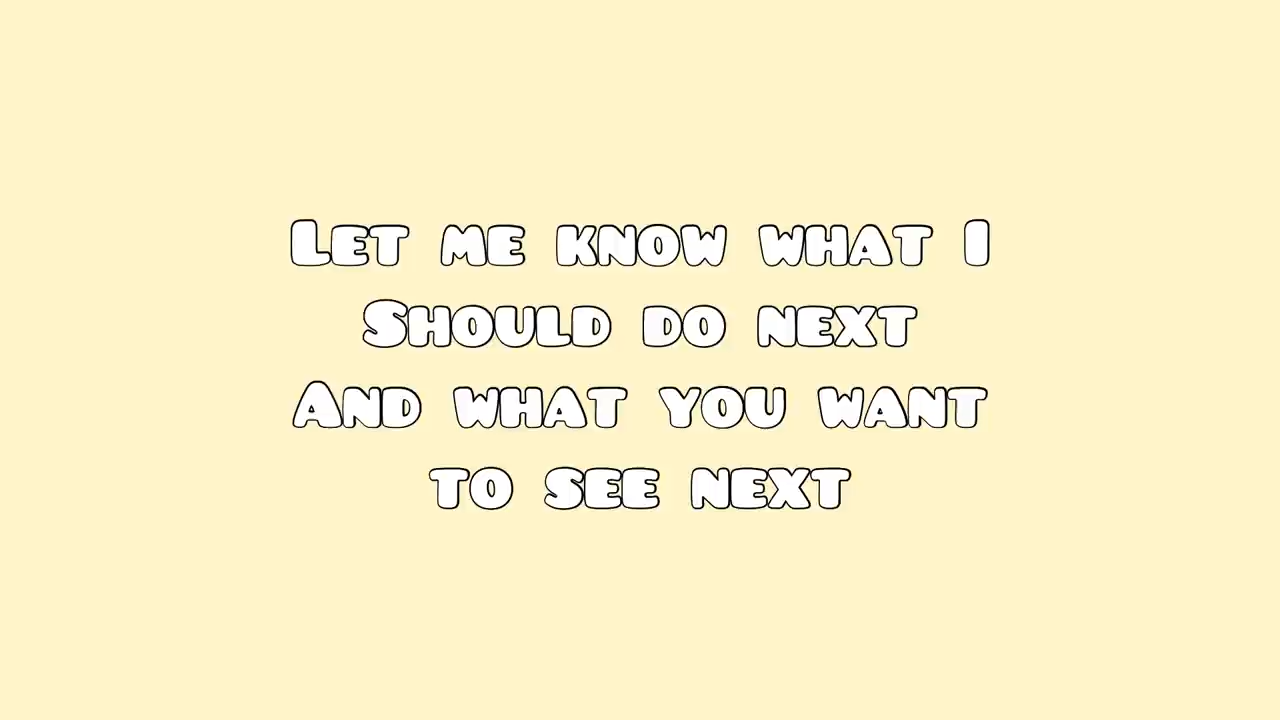 Let me know what I
Should do next
And what you want
to see next